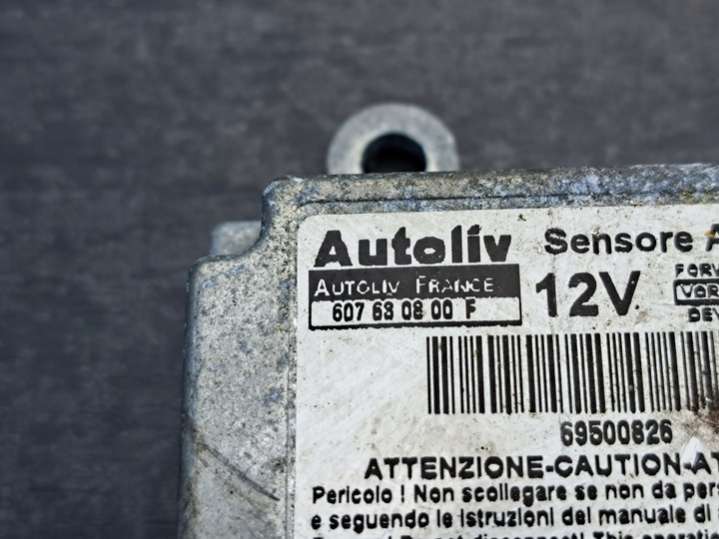 Autoliv Sensore
AUTOLIV FRANCE
607 63 08 00 F
12V
69500826
ATTENZIONE-CAUTION-AT
Pericolo ! Non scollegare se non da per
e seguendo le istruzioni del manuale di